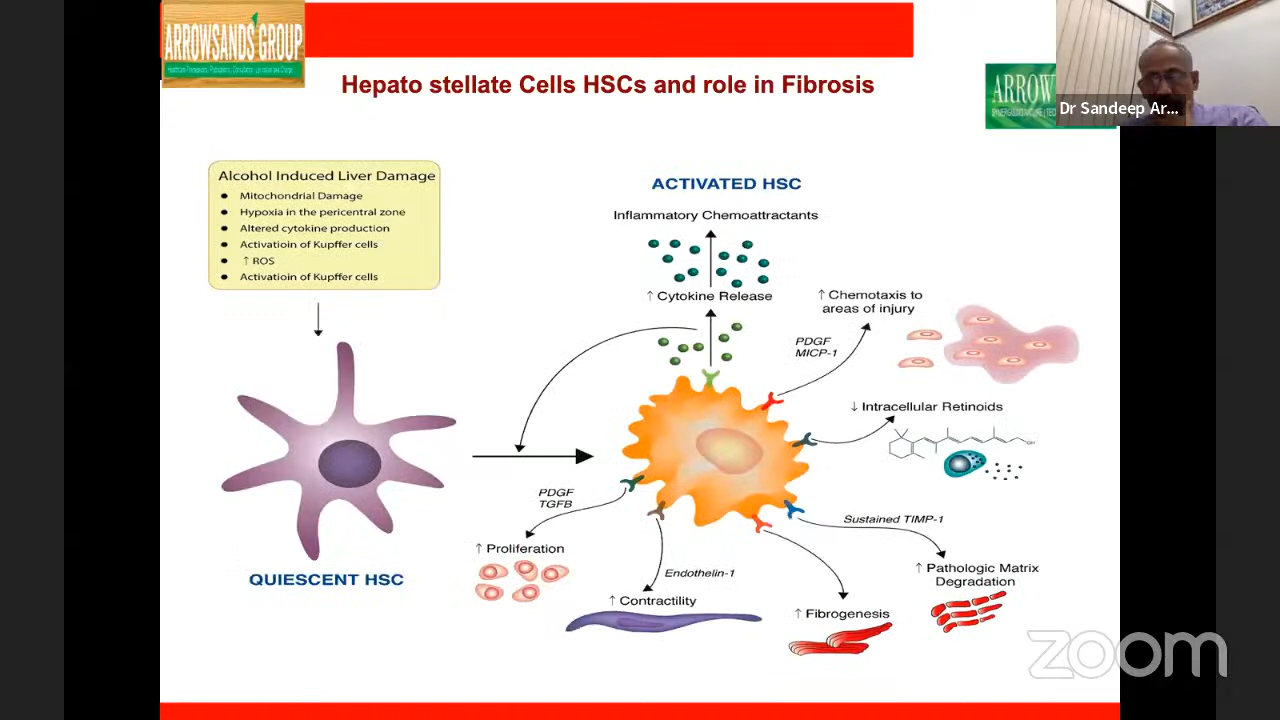 ARROWSANDS GROUP
Hepato stellate Cells HSCs and role in Fibrosis
ARROW
Dr Sandeep Ar...
Alcohol Induced Liver Damage
Mitochondrial Damage
Hypoxia in the pericentral zone
Altered cytokine production
Activatioin of Kupffer cells
↑ ROS
Activatioin of Kupffer cells
QUIESCENT HSC
ACTIVATED HSC
Inflammatory Chemoattractants
↑ Cytokine Release
↑ Chemotaxis to
areas of injury
PDGF
MICP-1
↓ Intracellular Retinoids
OH
Sustained TIMP-1
↑ Pathologic Matrix
Degradation
↑ Fibrogenesis
Endothelin-1
↑ Contractility
PDGF
TGFB
↑ Proliferation
zoom